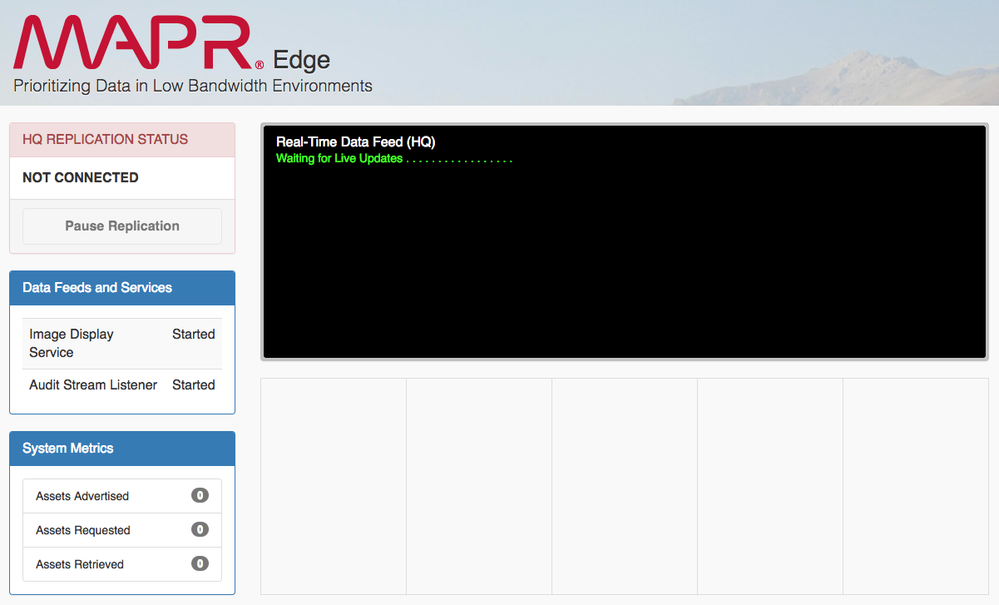 MAPR® Edge
Prioritizing Data in Low Bandwidth Environments
HQ REPLICATION STATUS
NOT CONNECTED
Pause Replication
Data Feeds and Services
Image Display Service Started
Audit Stream Listener Started
System Metrics
Assets Advertised 0
Assets Requested 0
Assets Retrieved 0
Real-Time Data Feed (HQ)
Waiting for Live Updates . . . . . . . . . . . . . . . . .